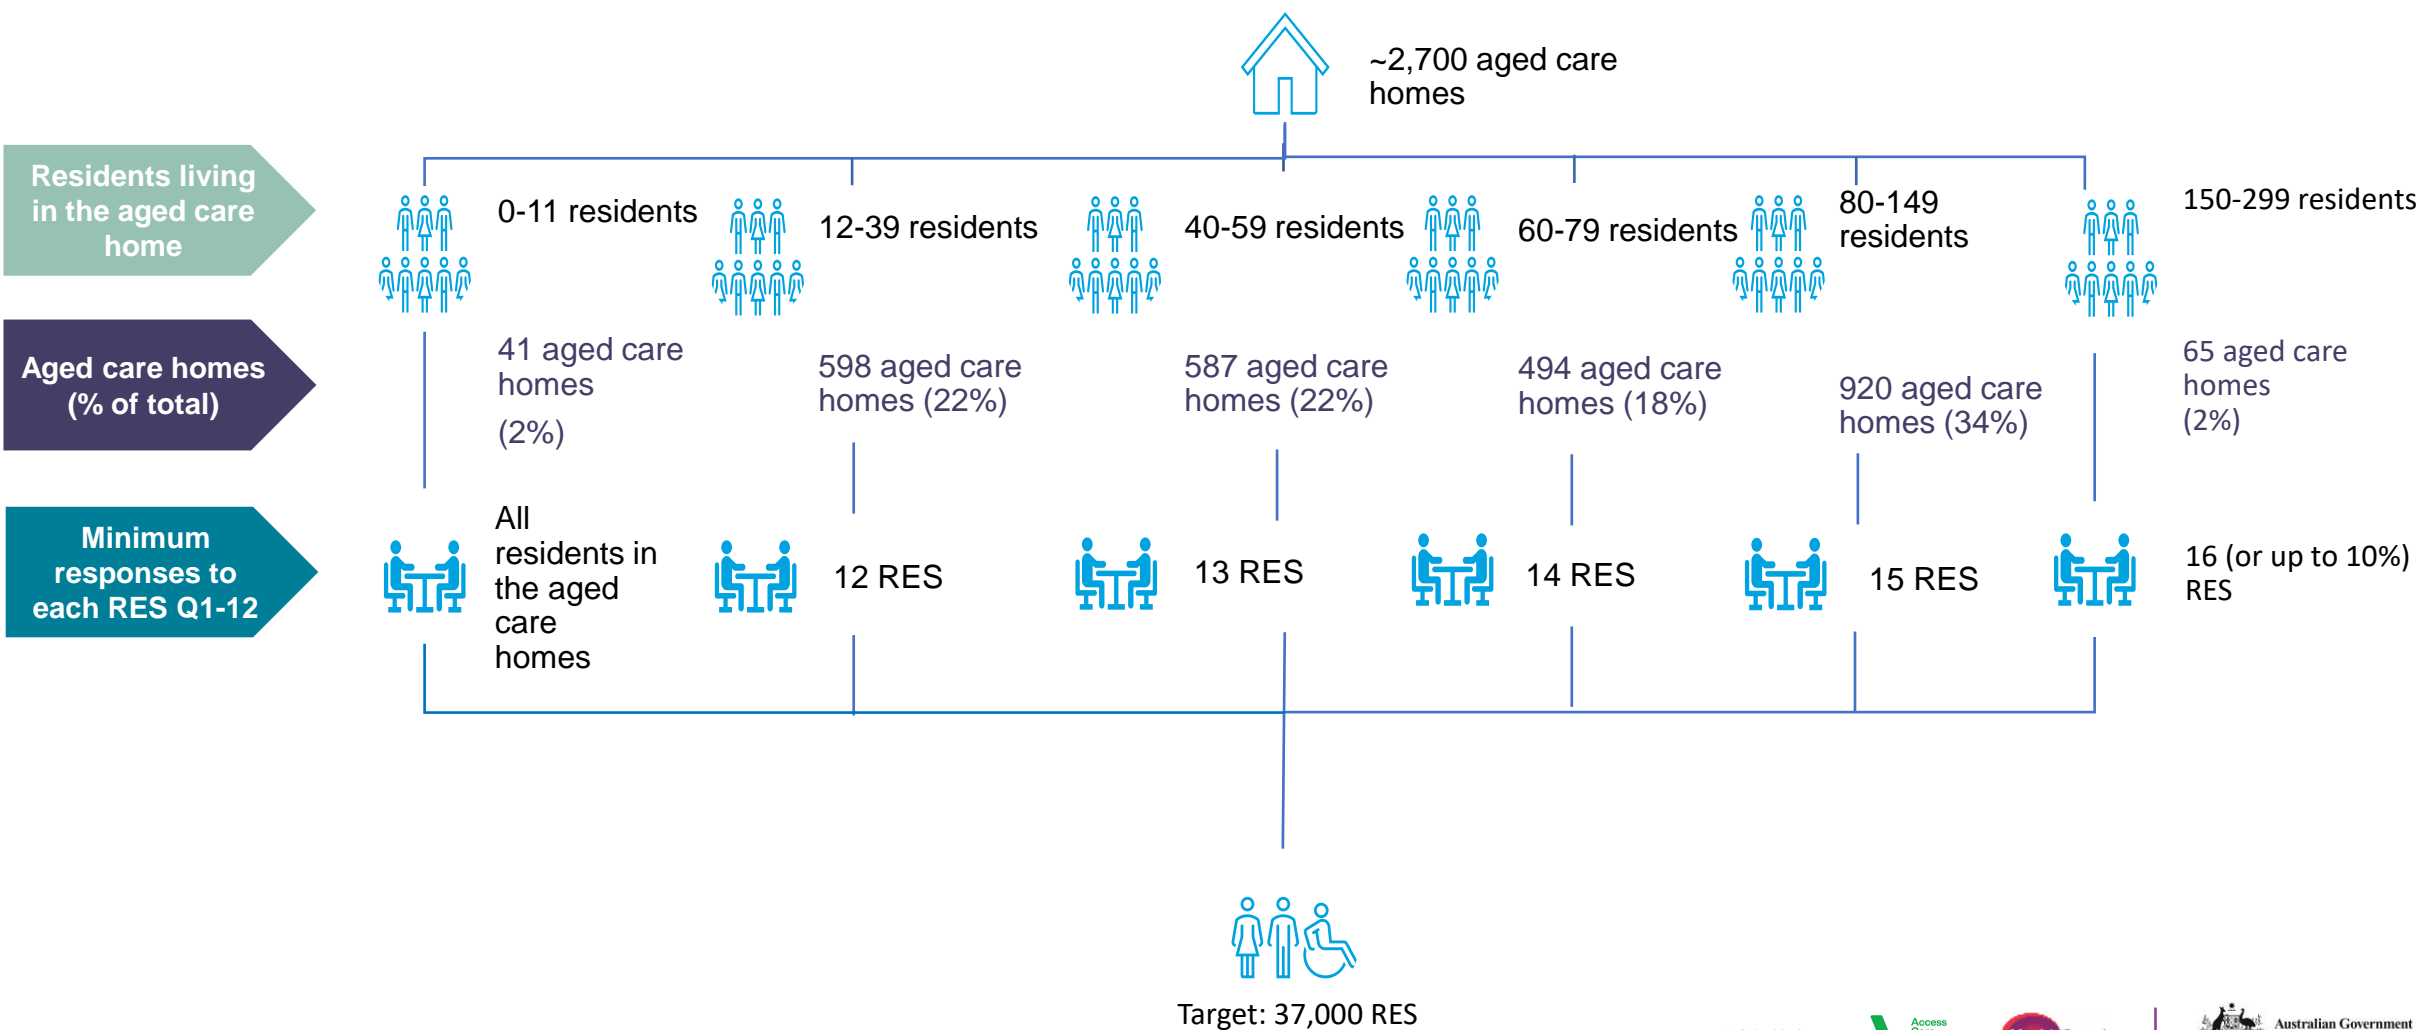 ~2,700 aged care
homes
Residents living
in the aged care
home
0-11 residents
12-39 residents
40-59 residents
60-79 residents
80-149
residents
150-299 residents
Aged care homes
(% of total)
41 aged care
homes
(2%)
598 aged care
homes (22%)
587 aged care
homes (22%)
494 aged care
homes (18%)
920 aged care
homes (34%)
65 aged care
homes
(2%)
Minimum
responses to
each RES Q1-12
All
residents in
the aged
care
homes
12 RES
13 RES
14 RES
15 RES
16 (or up to 10%)
RES
Target: 37,000 RES
Access
Australian Government